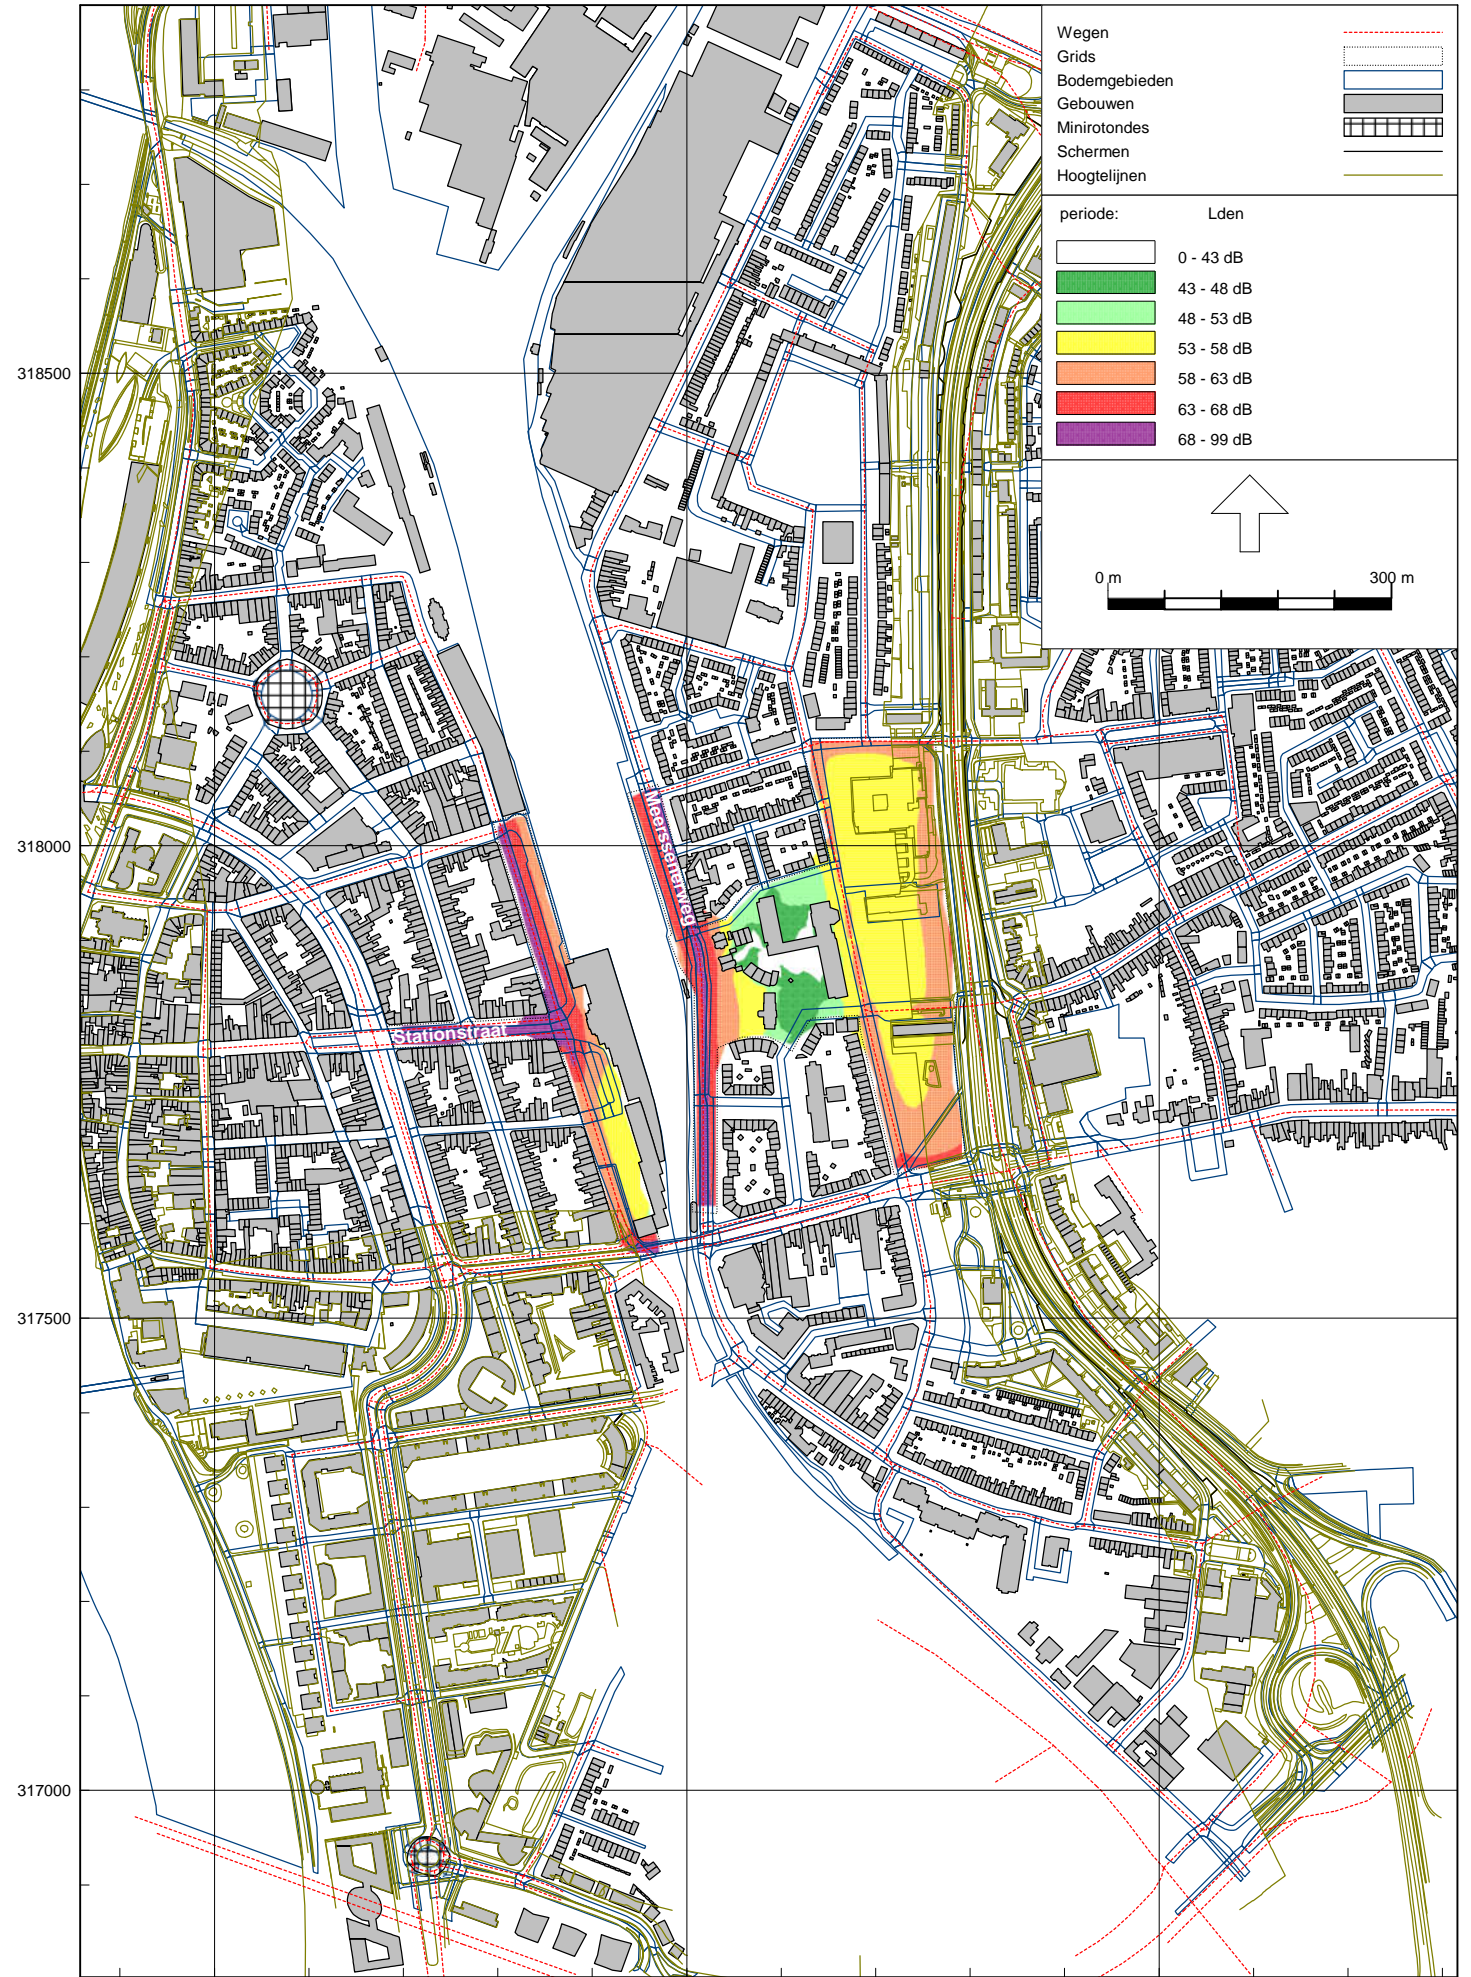 Wegen
Grids
Bodemgebieden
Gebouwen
Minirotondes
Schermen
Hoogtelijnen
periode: Lden
0 - 43 dB
43 - 48 dB
48 - 53 dB
53 - 58 dB
58 - 63 dB
63 - 68 dB
68 - 99 dB
0 m 300 m
318500
318000
317500
317000
Meerssenerweg
Stationstraat